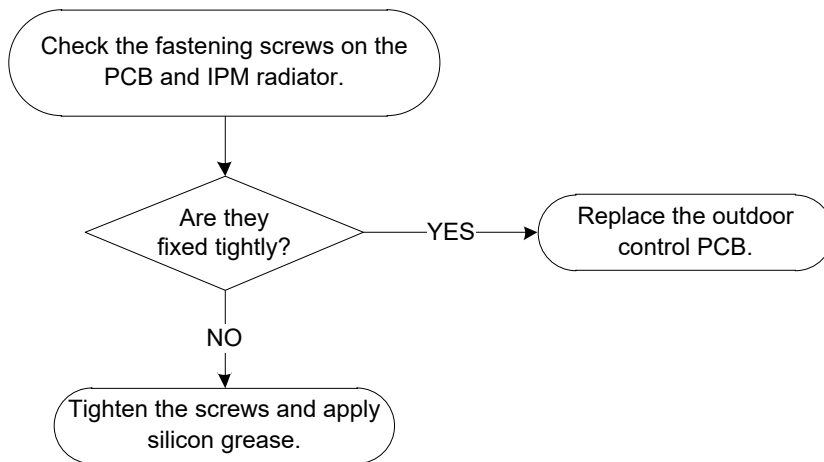 Check the fastening screws on the
PCB and IPM radiator.
Are they
fixed tightly?
YES
Replace the outdoor
control PCB.
NO
Tighten the screws and apply
silicon grease.